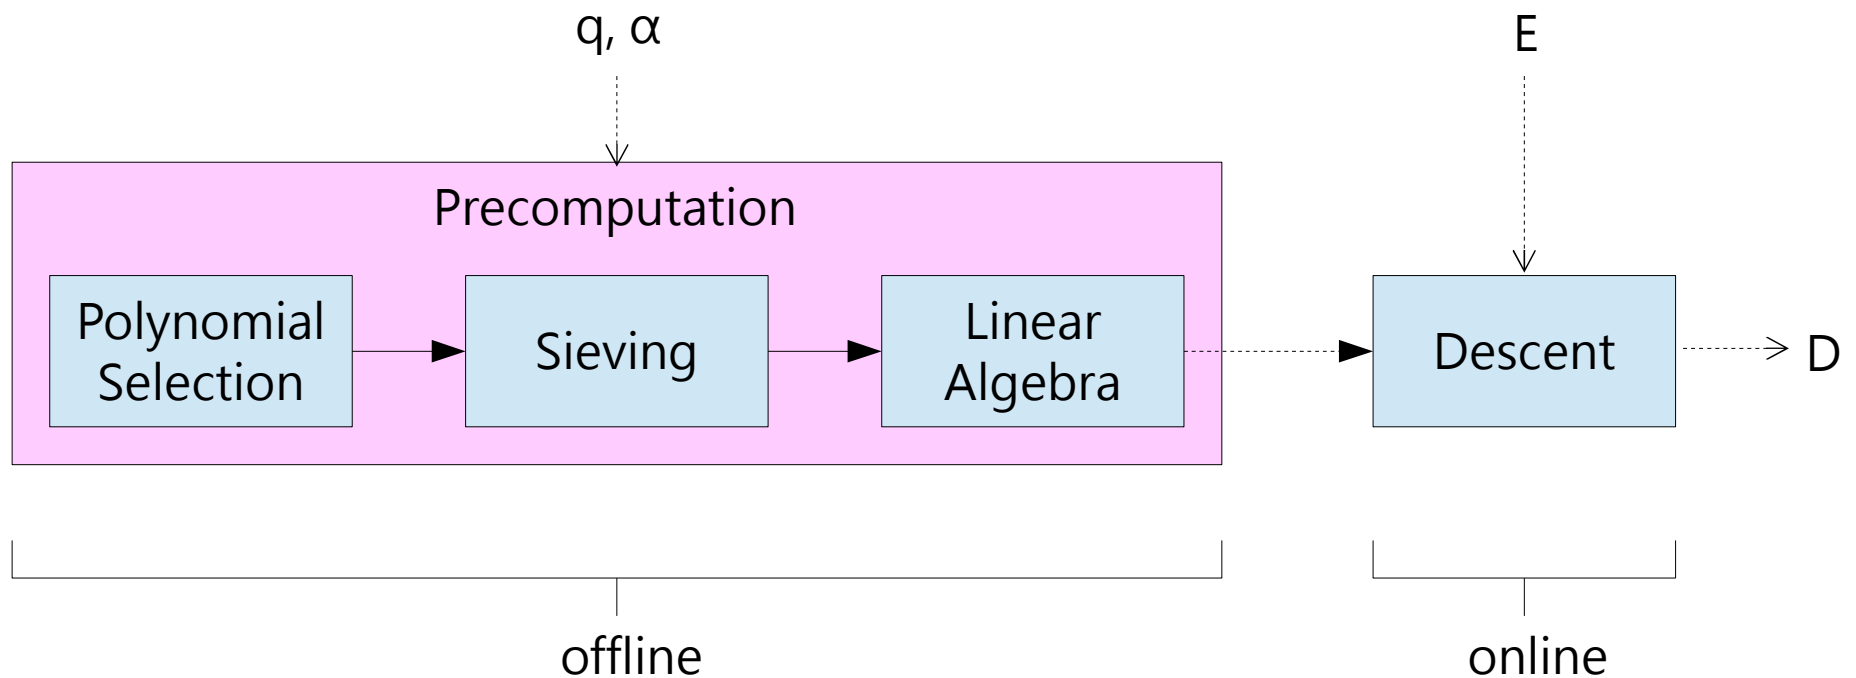 q, α
E
Precomputation
Polynomial
Selection
Sieving
Linear
Algebra
Descent
D
offline
online